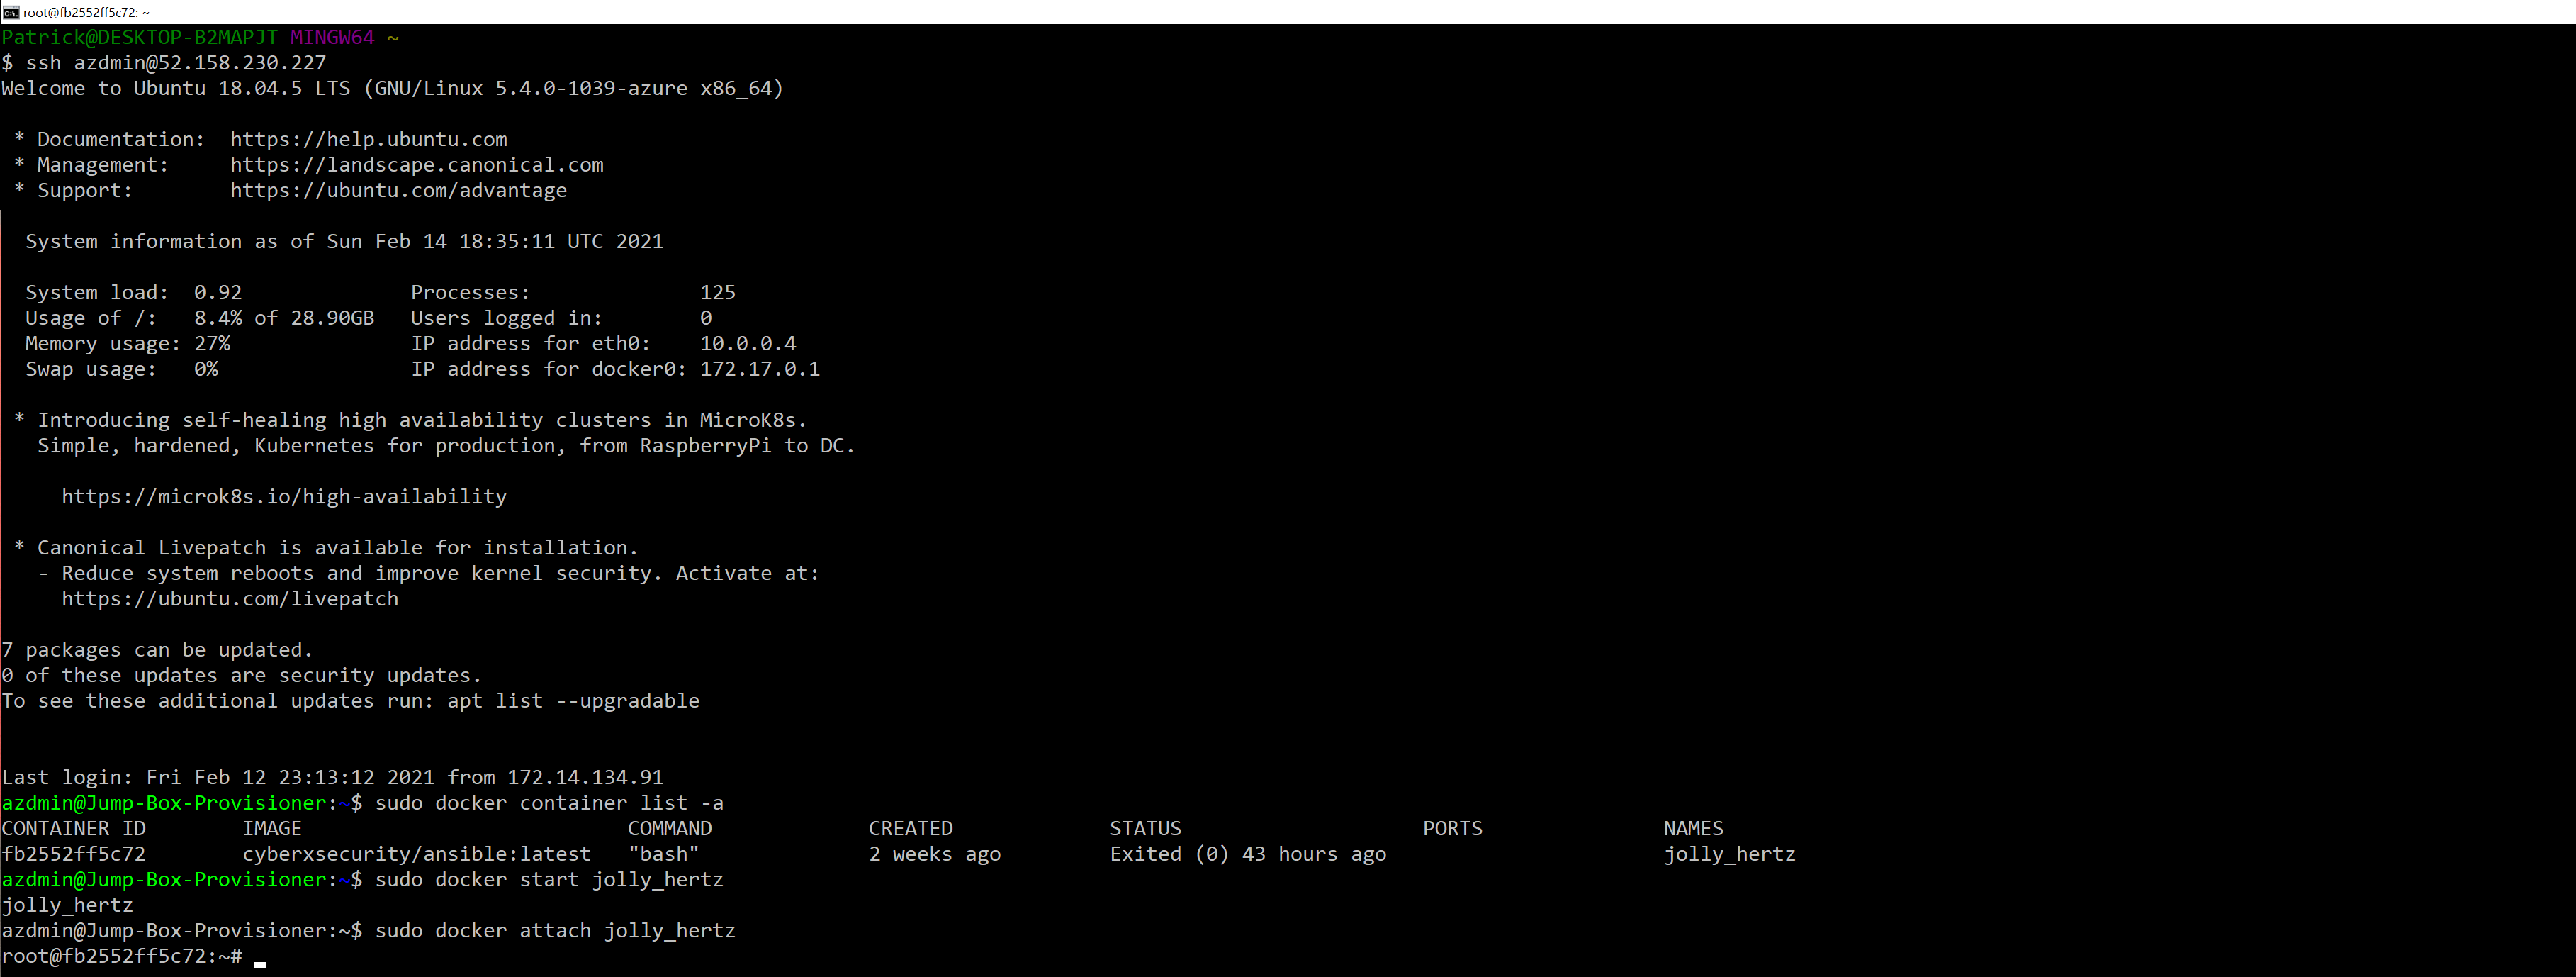 root@fb2552ff5c72: ~
Patrick@DESKTOP-B2MAPJT MINGW64 ~
$ ssh azdmin@52.158.230.227
Welcome to Ubuntu 18.04.5 LTS (GNU/Linux 5.4.0-1039-azure x86_64)
* Documentation:  https://help.ubuntu.com
* Management:     https://landscape.canonical.com
* Support:        https://ubuntu.com/advantage
System information as of Sun Feb 14 18:35:11 UTC 2021
System load:  0.92              Processes:              125
Usage of /:   8.4% of 28.90GB   Users logged in:        0
Memory usage: 27%               IP address for eth0:    10.0.0.4
Swap usage:   0%                IP address for docker0: 172.17.0.1
* Introducing self-healing high availability clusters in MicroK8s.
Simple, hardened, Kubernetes for production, from RaspberryPi to DC.
https://microk8s.io/high-availability
* Canonical Livepatch is available for installation.
- Reduce system reboots and improve kernel security. Activate at:
https://ubuntu.com/livepatch
7 packages can be updated.
0 of these updates are security updates.
To see these additional updates run: apt list --upgradable
Last login: Fri Feb 12 23:13:12 2021 from 172.14.134.91
azdmin@Jump-Box-Provisioner:~$ sudo docker container list -a
CONTAINER ID        IMAGE                           COMMAND             CREATED             STATUS                    PORTS               NAMES
fb2552ff5c72        cyberxsecurity/ansible:latest   "bash"              2 weeks ago         Exited (0) 43 hours ago                       jolly_hertz
azdmin@Jump-Box-Provisioner:~$ sudo docker start jolly_hertz
jolly_hertz
azdmin@Jump-Box-Provisioner:~$ sudo docker attach jolly_hertz
root@fb2552ff5c72:~#